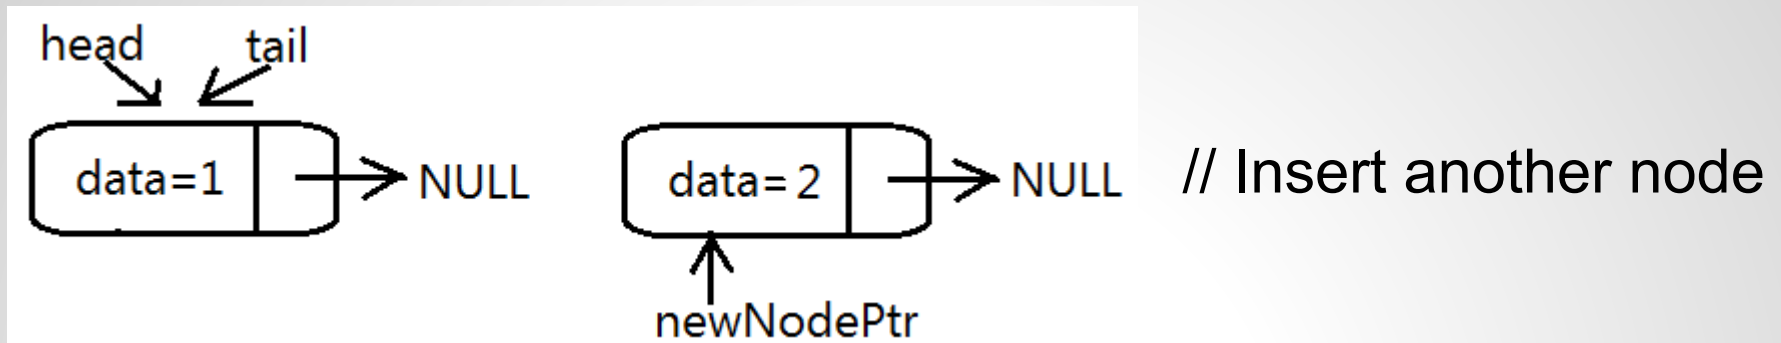 head tail
data=1 NULL data= 2 NULL // Insert another node
newNodePtr